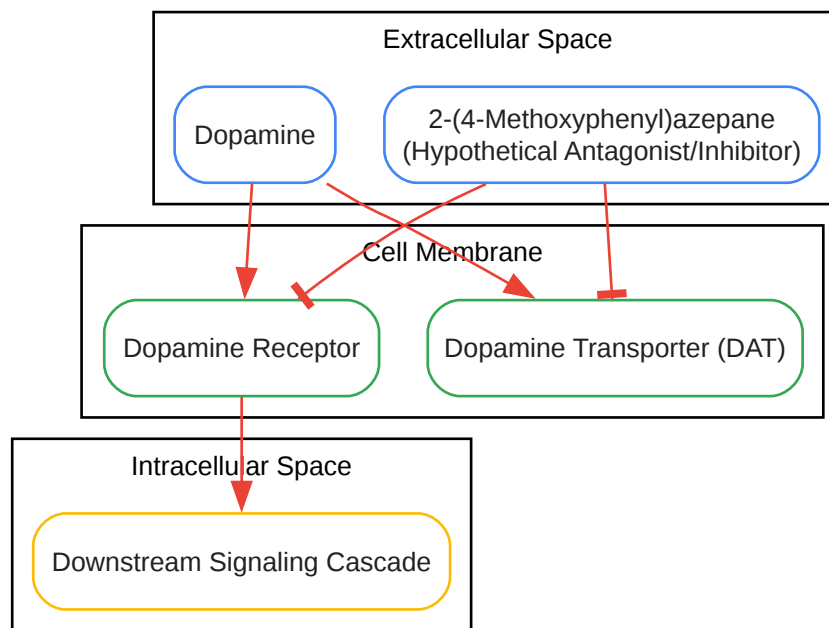 Extracellular Space
Dopamine
2-(4-Methoxyphenyl)azepane
(Hypothetical Antagonist/Inhibitor)
Cell Membrane
Dopamine Receptor
Dopamine Transporter (DAT)
Intracellular Space
Downstream Signaling Cascade